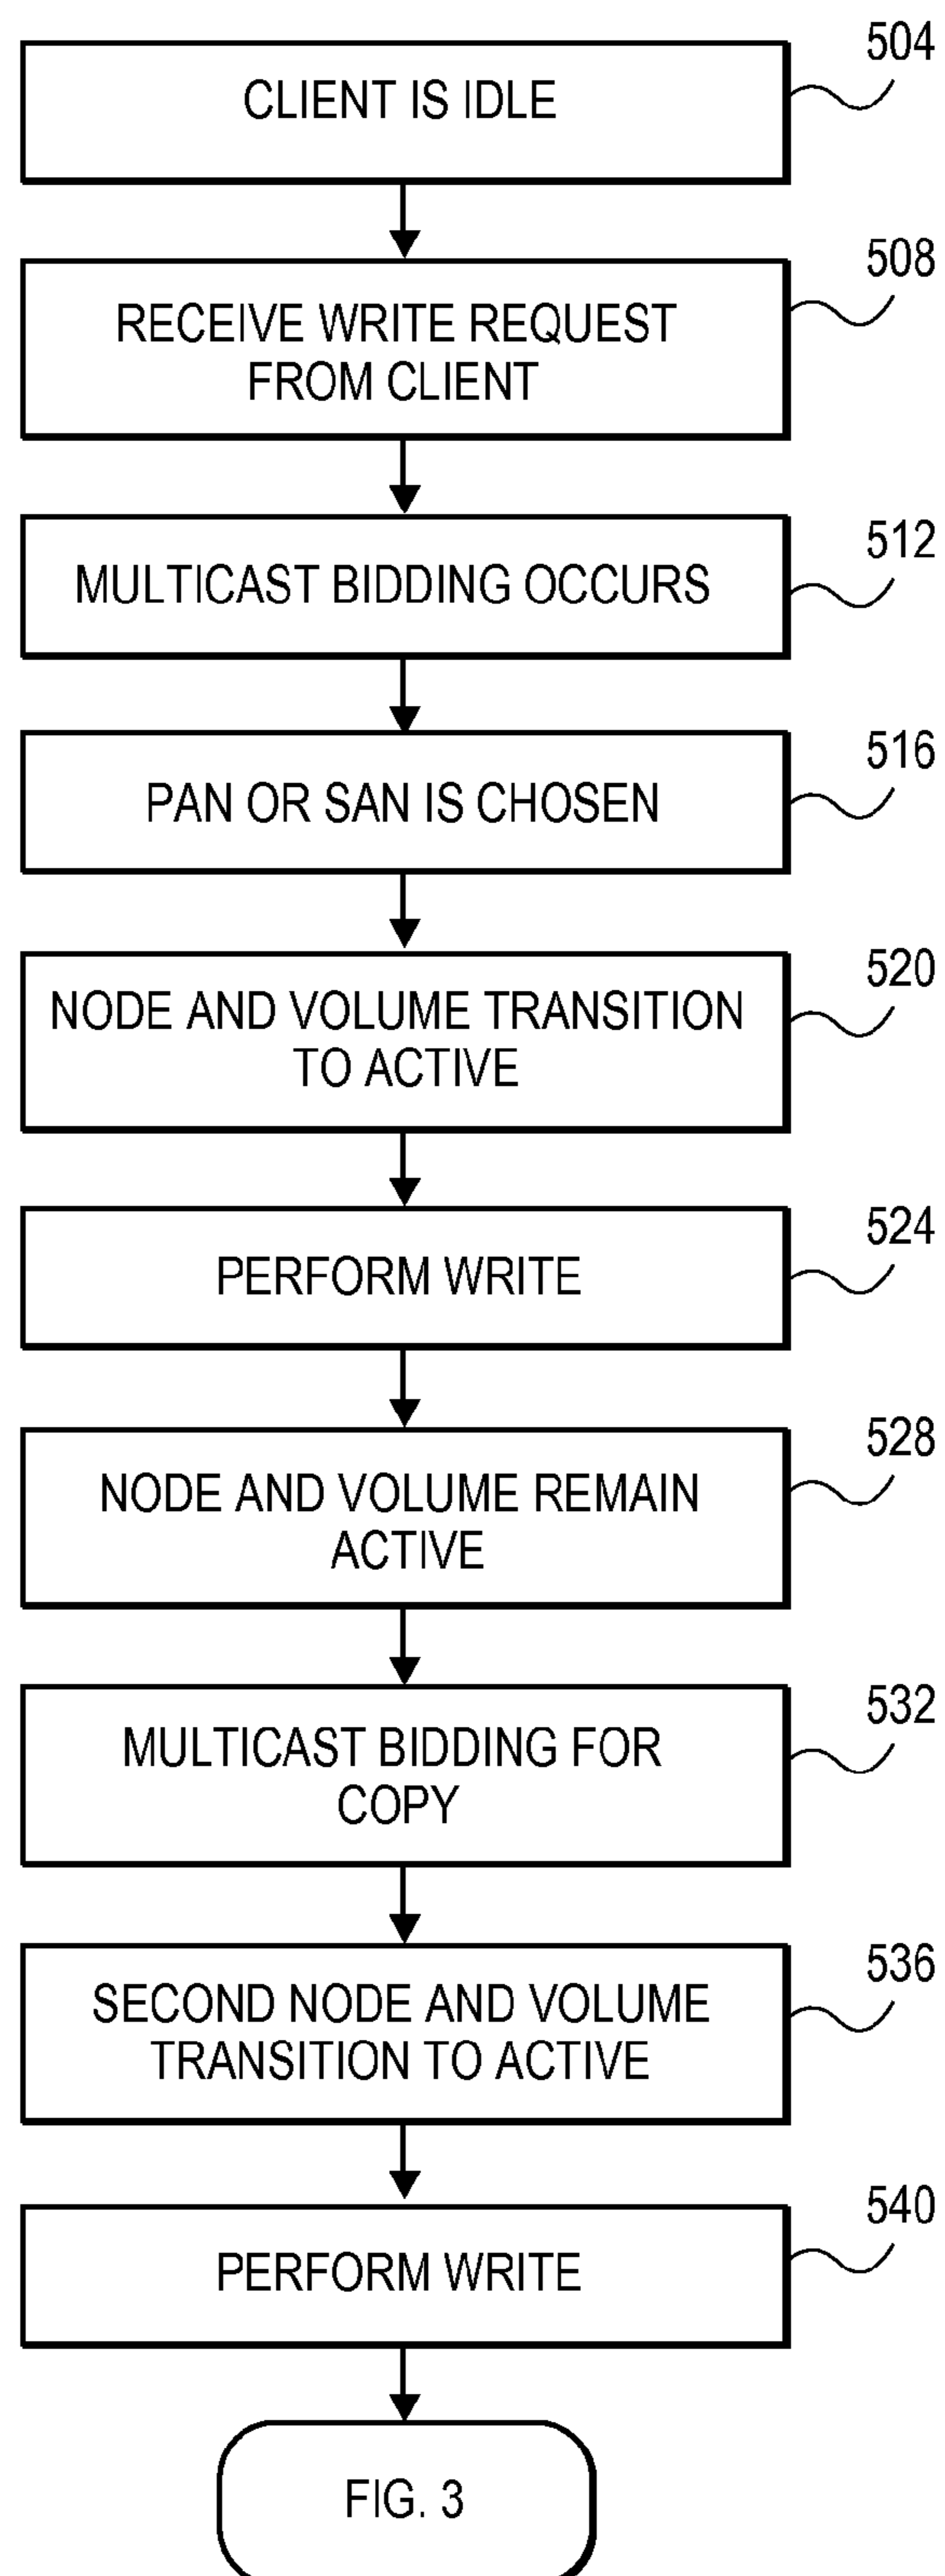 504
CLIENT IS IDLE
508
RECEIVE WRITE REQUEST
FROM CLIENT
512
MULTICAST BIDDING OCCURS
516
PAN OR SAN IS CHOSEN
520
NODE AND VOLUME TRANSITION
TO ACTIVE
524
PERFORM WRITE
528
NODE AND VOLUME REMAIN
ACTIVE
532
MULTICAST BIDDING FOR
COPY
536
SECOND NODE AND VOLUME
TRANSITION TO ACTIVE
540
PERFORM WRITE
FIG. 3